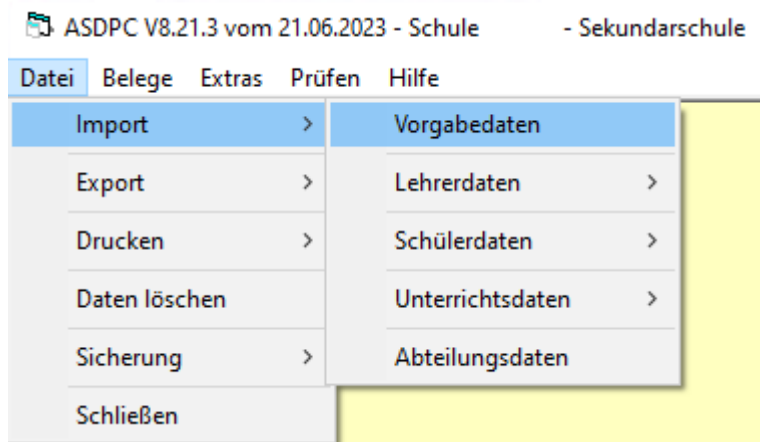 ASDPC V8.21.3 vom 21.06.2023 - Schule - Sekundarschule
Datei Belege Extras Prüfen Hilfe
Import > Vorgabedaten
Export > Lehrerdaten >
Drucken > Schülerdaten >
Daten löschen Unterrichtsdaten >
Sicherung > Abteilungsdaten
Schließen